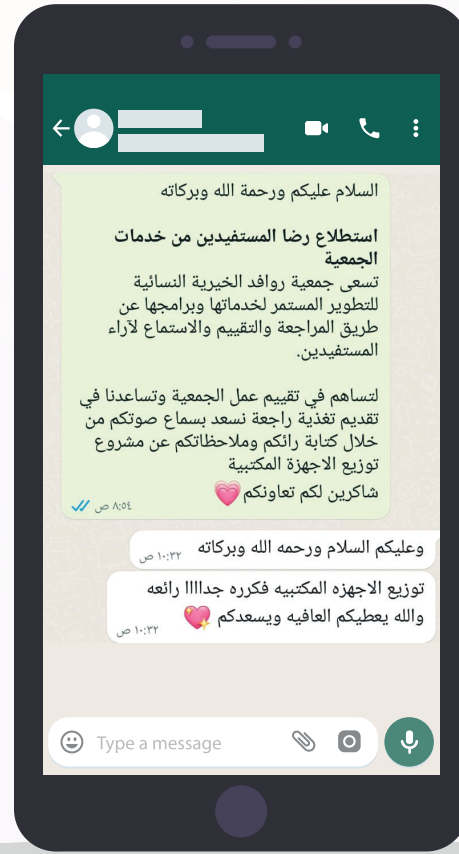 السلام عليكم ورحمة الله وبركاته
استطلاع رضا المستفيدين من خدمات
الجمعية
تسعى جمعية روافد الخيرية النسائية
للتطوير المستمر لخدماتها وبرامجها عن
طريق المراجعة والتقييم والاستماع لآراء
المستفيدين.
لتساهم في تقييم عمل الجمعية وتساعدنا في
تقديم تغذية راجعة نسعد بسماع صوتكم من
خلال كتابة رائكم وملاحظاتكم عن مشروع
توزيع الاجهزة المكتبية
شاكرين لكم تعاونكم💗
٨:٥٤ ص
وعليكم السلام ورحمه الله وبركاته
١٠:٣٢ ص
توزيع الاجهزه المكتبيه فكرره جداااا رائعه
والله يعطيكم العافيه ويسعدكم 💖
١٠:٣٢ ص
Type a message